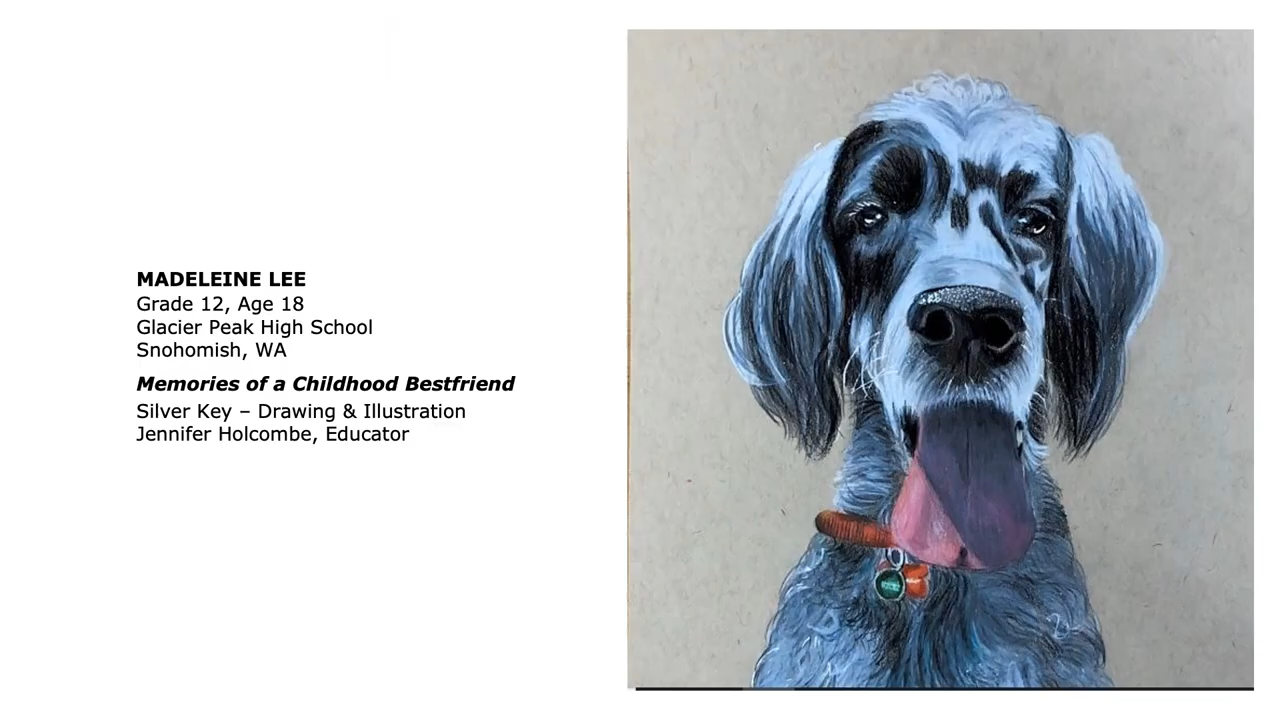 MADELEINE LEE
Grade 12, Age 18
Glacier Peak High School
Snohomish, WA
Memories of a Childhood Bestfriend
Silver Key – Drawing & Illustration
Jennifer Holcombe, Educator